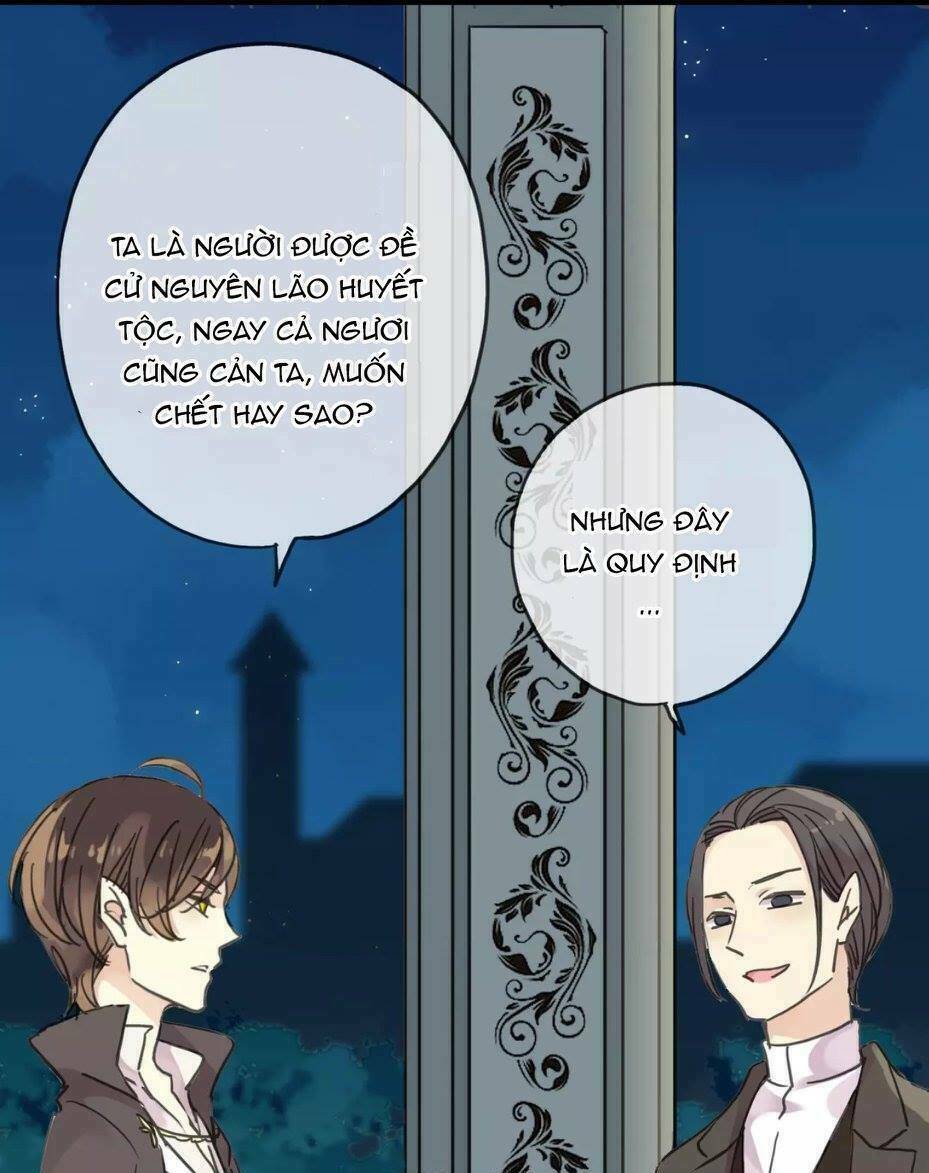 TA LÀ NGƯỜI ĐƯỢC ĐỀ
CỬ NGUYÊN LÃO HUYẾT
TỘC, NGAY CẢ NGƯƠI
CŨNG CẢN TA, MUỐN
CHẾT HAY SAO?
NHƯNG ĐÂY
LÀ QUY ĐỊNH
...